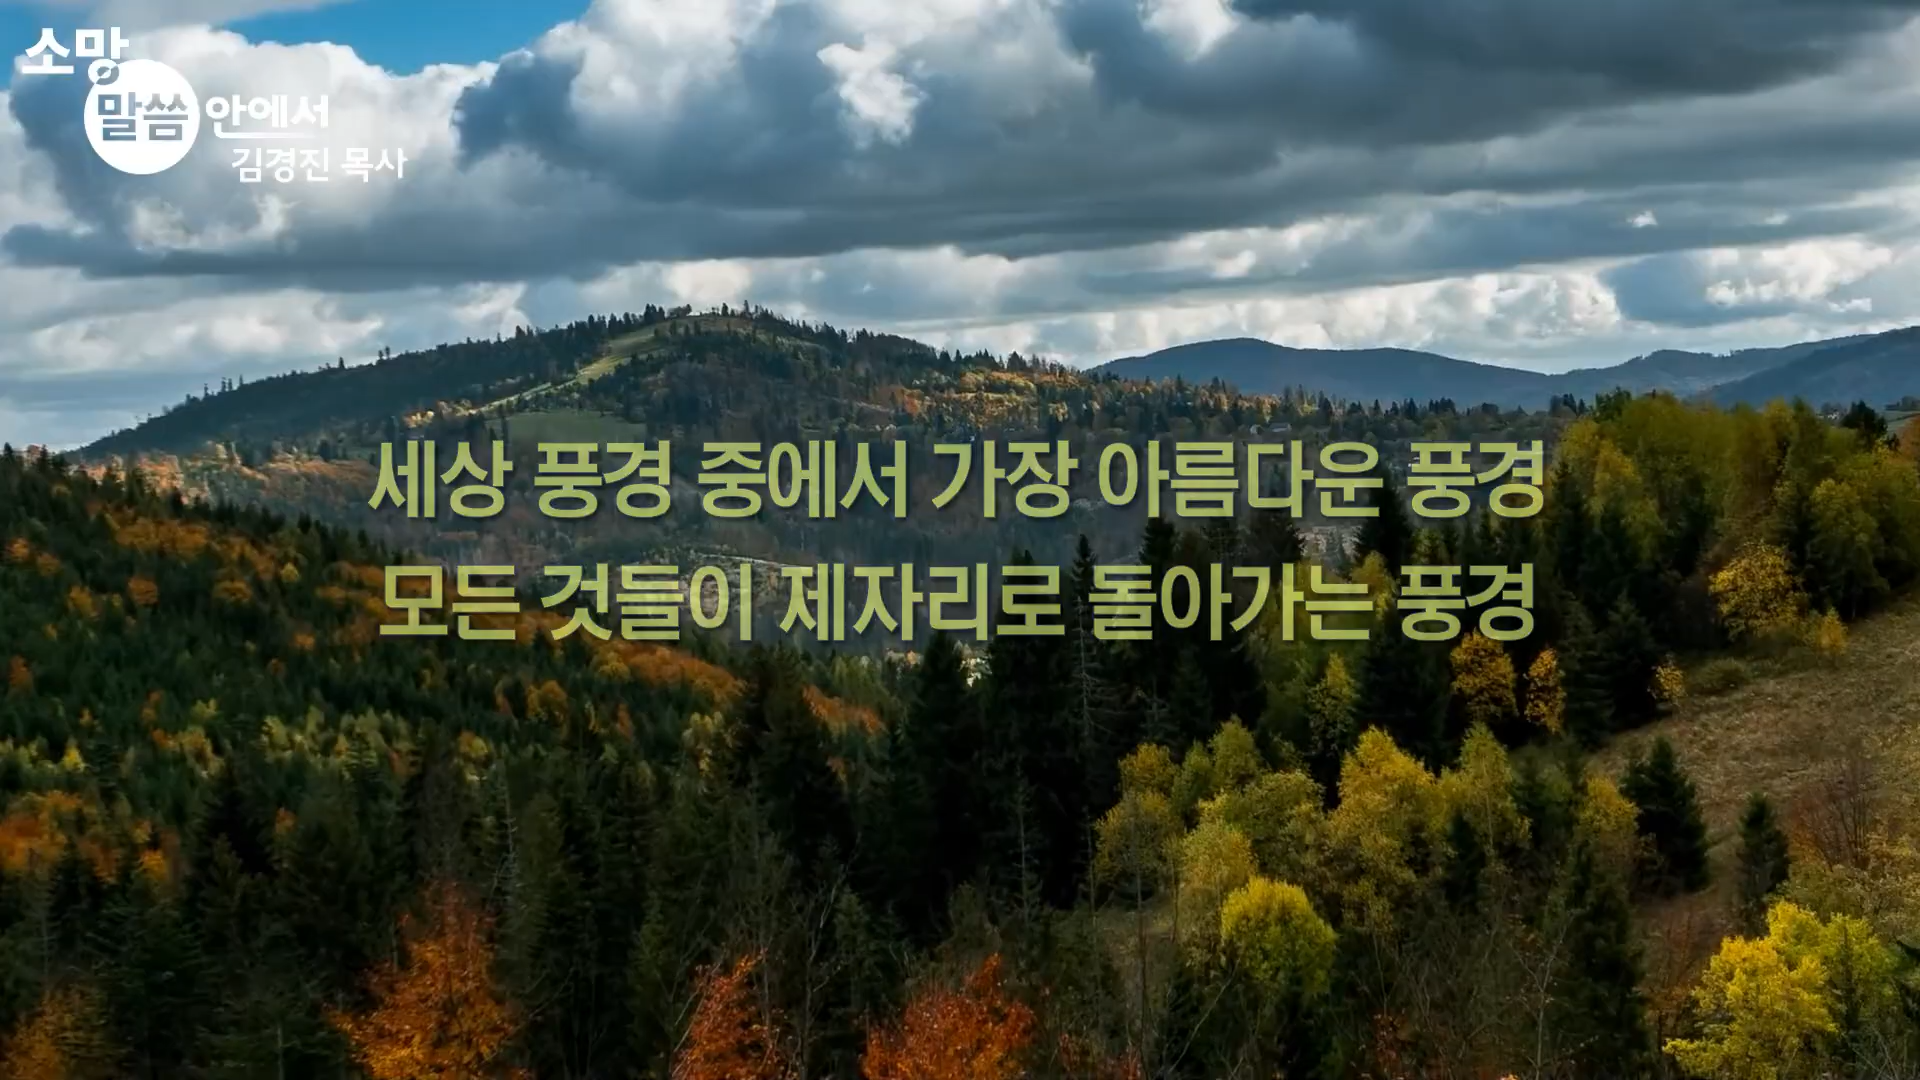 소망
말씀 안에서
김경진 목사
세상 풍경 중에서 가장 아름다운 풍경
모든 것들이 제자리로 돌아가는 풍경